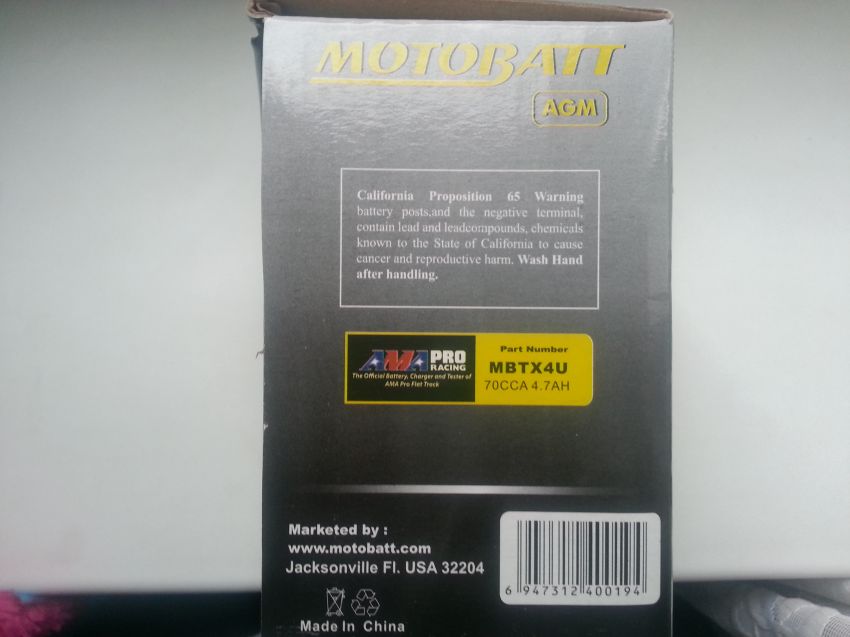 MOTOBATT
AGM
California Proposition 65 Warning
battery posts,and the negative terminal,
contain lead and leadcompounds, chemicals
known to the State of California to cause
cancer and reproductive harm. Wash Hand
after handling.
AMA PRO
RACING
The Official Battery, Charger and Tester of
AMA Pro Flat Track
Part Number
MBTX4U
70CCA 4.7AH
Marketed by :
www.motobatt.com
Jacksonville Fl. USA 32204
6 947312 400194
Made In China